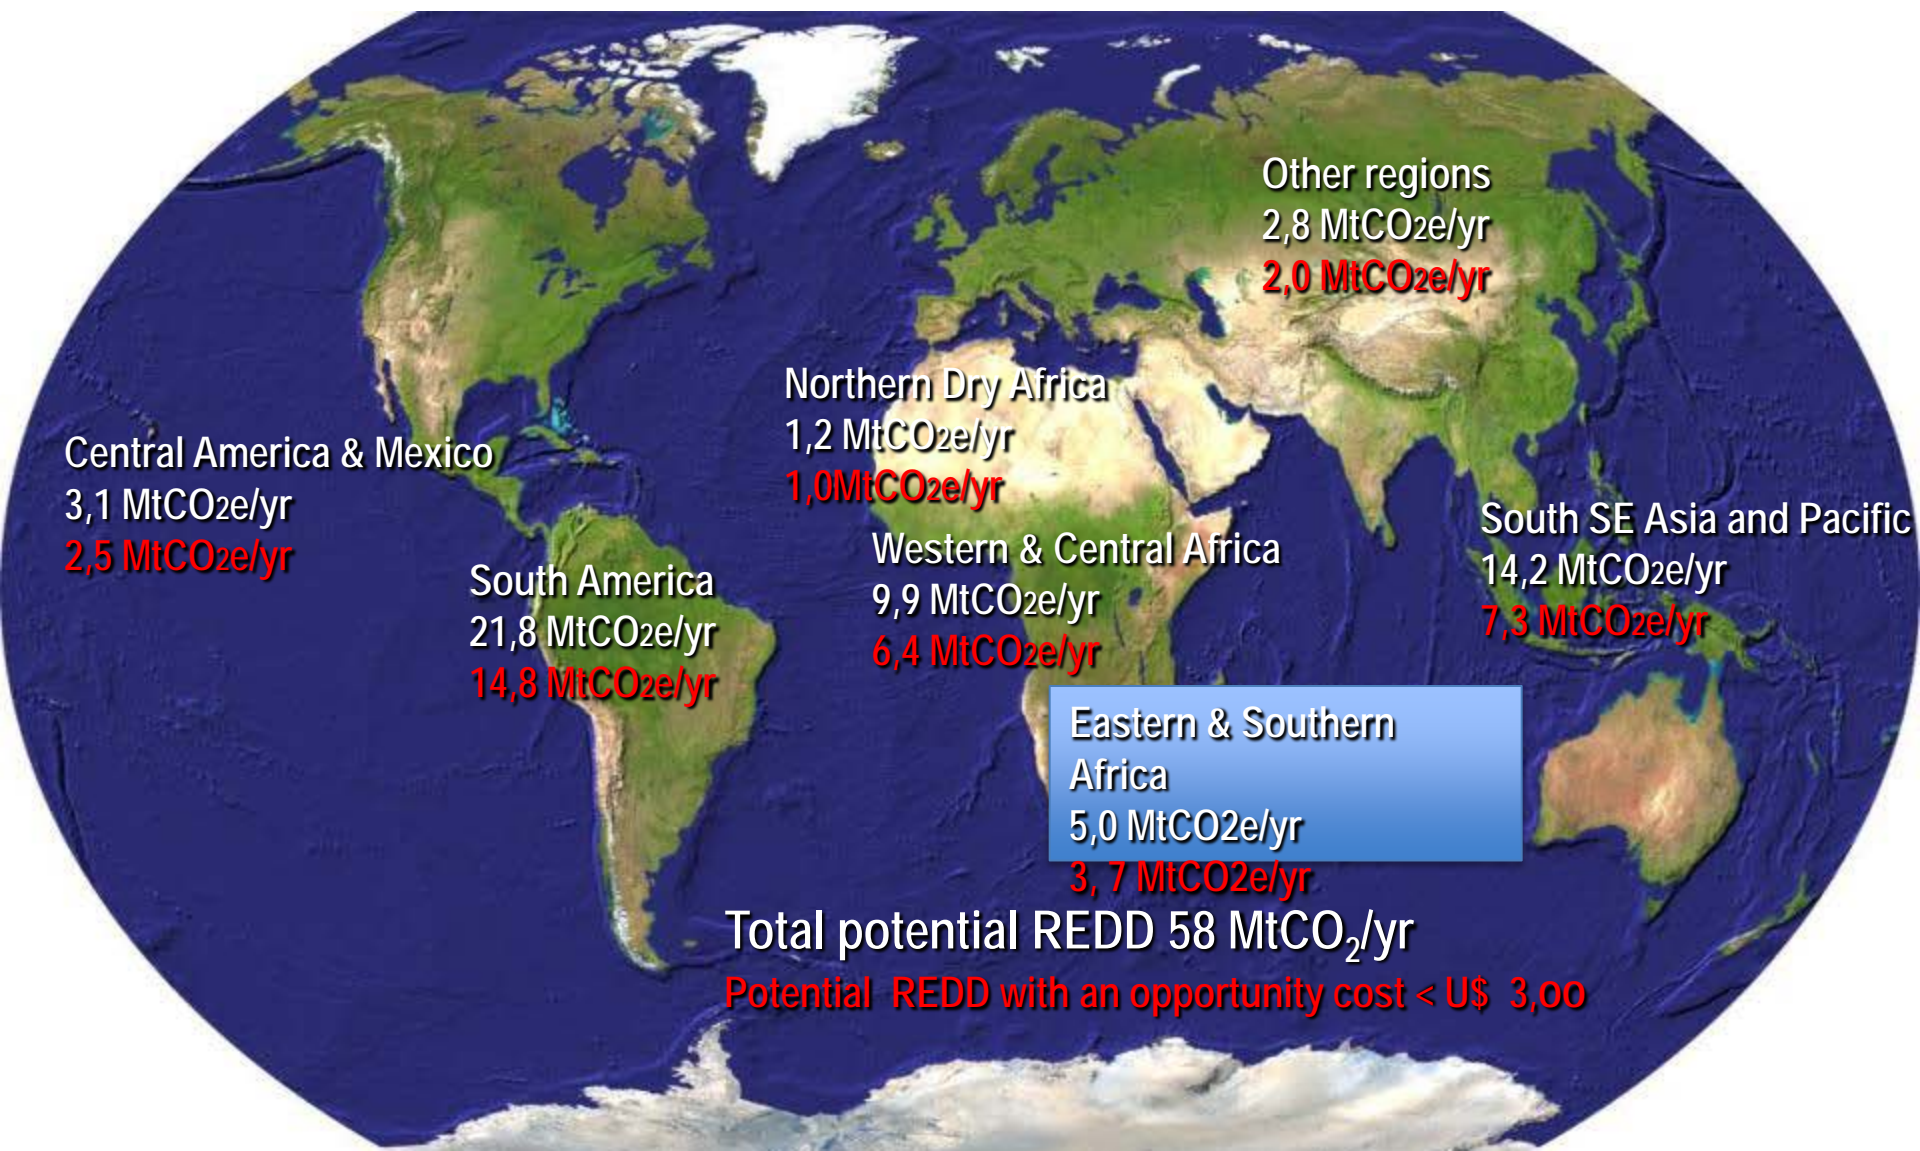 Other regions
2,8 MtCO2e/yr
2,0 MtCO2e/yr
Northern Dry Africa
1,2 MtCO2e/yr
1,0MtCO2e/yr
Central America & Mexico
3,1 MtCO2e/yr
2,5 MtCO2e/yr
South SE Asia and Pacific
14,2 MtCO2e/yr
7,3 MtCO2e/yr
Western & Central Africa
9,9 MtCO2e/yr
6,4 MtCO2e/yr
South America
21,8 MtCO2e/yr
14,8 MtCO2e/yr
Eastern & Southern
Africa
5,0 MtCO2e/yr
3, 7 MtCO2e/yr
Total potential REDD 58 MtCO₂/yr
Potential REDD with an opportunity cost < U$ 3,00